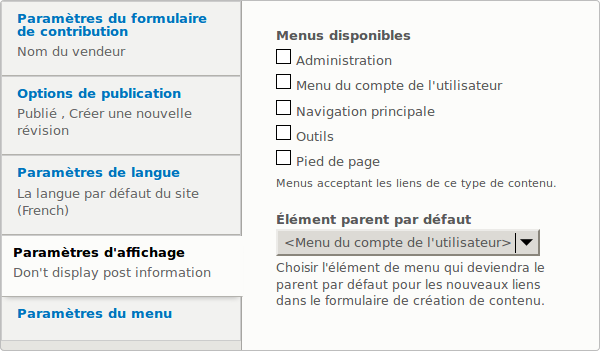 Paramètres du formulaire
de contribution
Nom du vendeur
Options de publication
Publié , Créer une nouvelle
révision
Paramètres de langue
La langue par défaut du site
(French)
Paramètres d'affichage
Don't display post information
Paramètres du menu
Menus disponibles
Administration
Menu du compte de l'utilisateur
Navigation principale
Outils
Pied de page
Menus acceptant les liens de ce type de contenu.
Élément parent par défaut
<Menu du compte de l'utilisateur>
Choisir l'élément de menu qui deviendra le
parent par défaut pour les nouveaux liens
dans le formulaire de création de contenu.